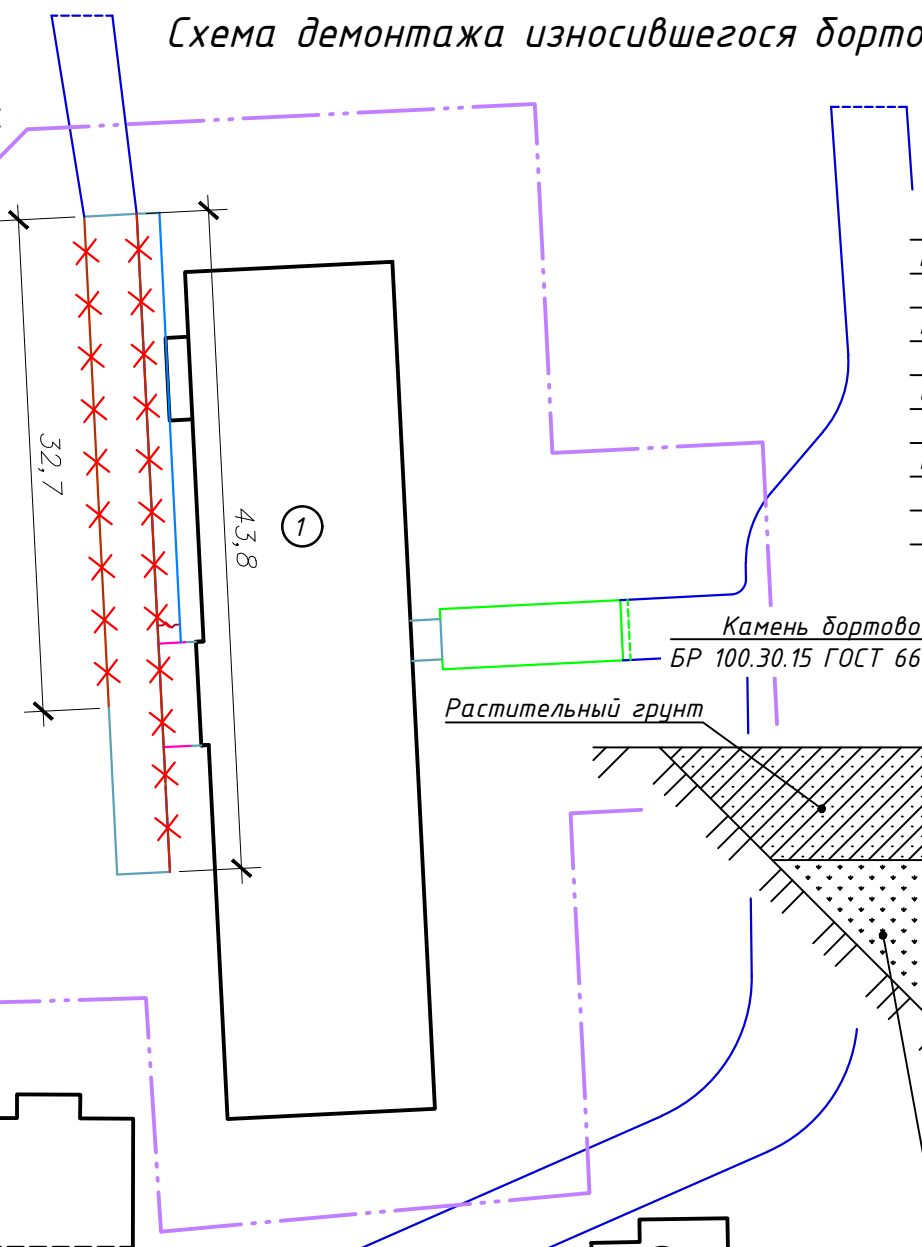 Схема демонтажа износившегося борто
32,7
43,8
1
Камень бортово
БР 100.30.15 ГОСТ 66
Растительный грунт